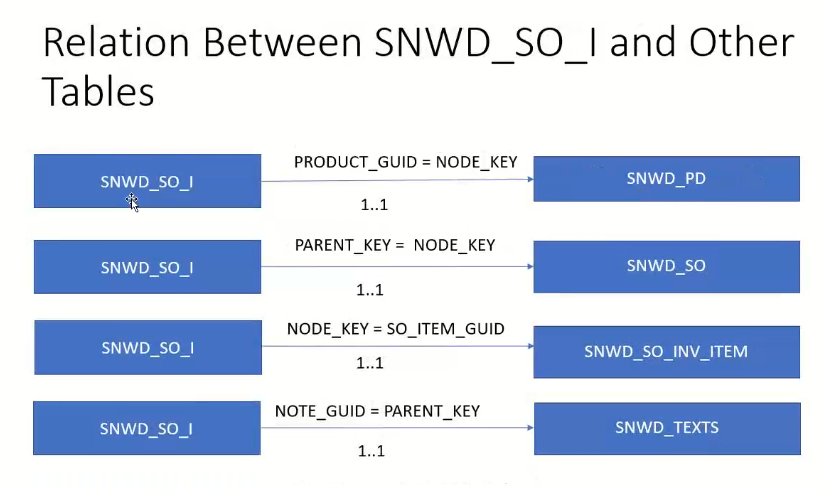 Relation Between SNWD_SO_I and Other
Tables
SNWD_SO_I
PRODUCT_GUID = NODE_KEY
1..1
SNWD_PD
SNWD_SO_I
PARENT_KEY = NODE_KEY
1..1
SNWD_SO
SNWD_SO_I
NODE_KEY = SO_ITEM_GUID
1..1
SNWD_SO_INV_ITEM
SNWD_SO_I
NOTE_GUID = PARENT_KEY
1..1
SNWD_TEXTS